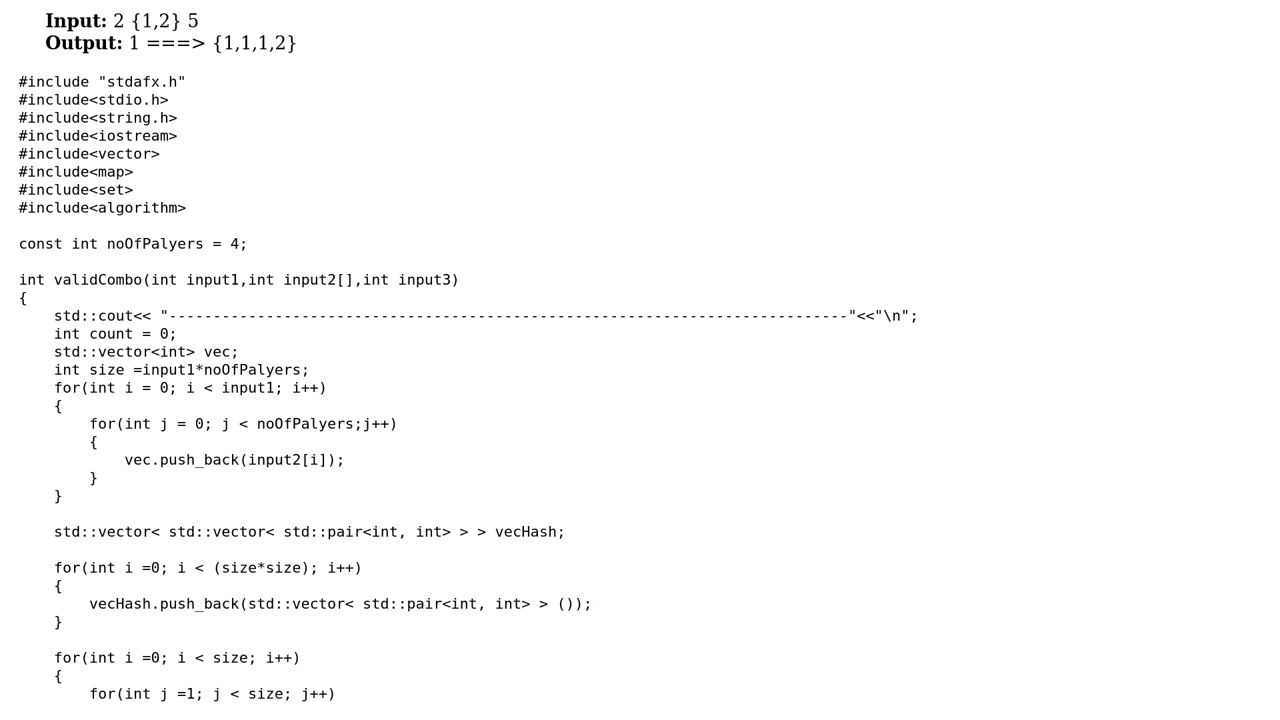 Input: 2 {1,2} 5
Output: 1 ===> {1,1,1,2}
#include "stdafx.h"
#include<stdio.h>
#include<string.h>
#include<iostream>
#include<vector>
#include<map>
#include<set>
#include<algorithm>
const int noOfPalyers = 4;
int validCombo(int input1,int input2[],int input3)
{
    std::cout<< "-----------------------------------------------------------------------------"<<"\n";
    int count = 0;
    std::vector<int> vec;
    int size =input1*noOfPalyers;
    for(int i = 0; i < input1; i++)
    {
        for(int j = 0; j < noOfPalyers;j++)
        {
            vec.push_back(input2[i]);
        }
    }
    std::vector< std::vector< std::pair<int, int> > > vecHash;
    for(int i =0; i < (size*size); i++)
    {
        vecHash.push_back(std::vector< std::pair<int, int> > ());
    }
    for(int i =0; i < size; i++)
    {
        for(int j =1; j < size; j++)